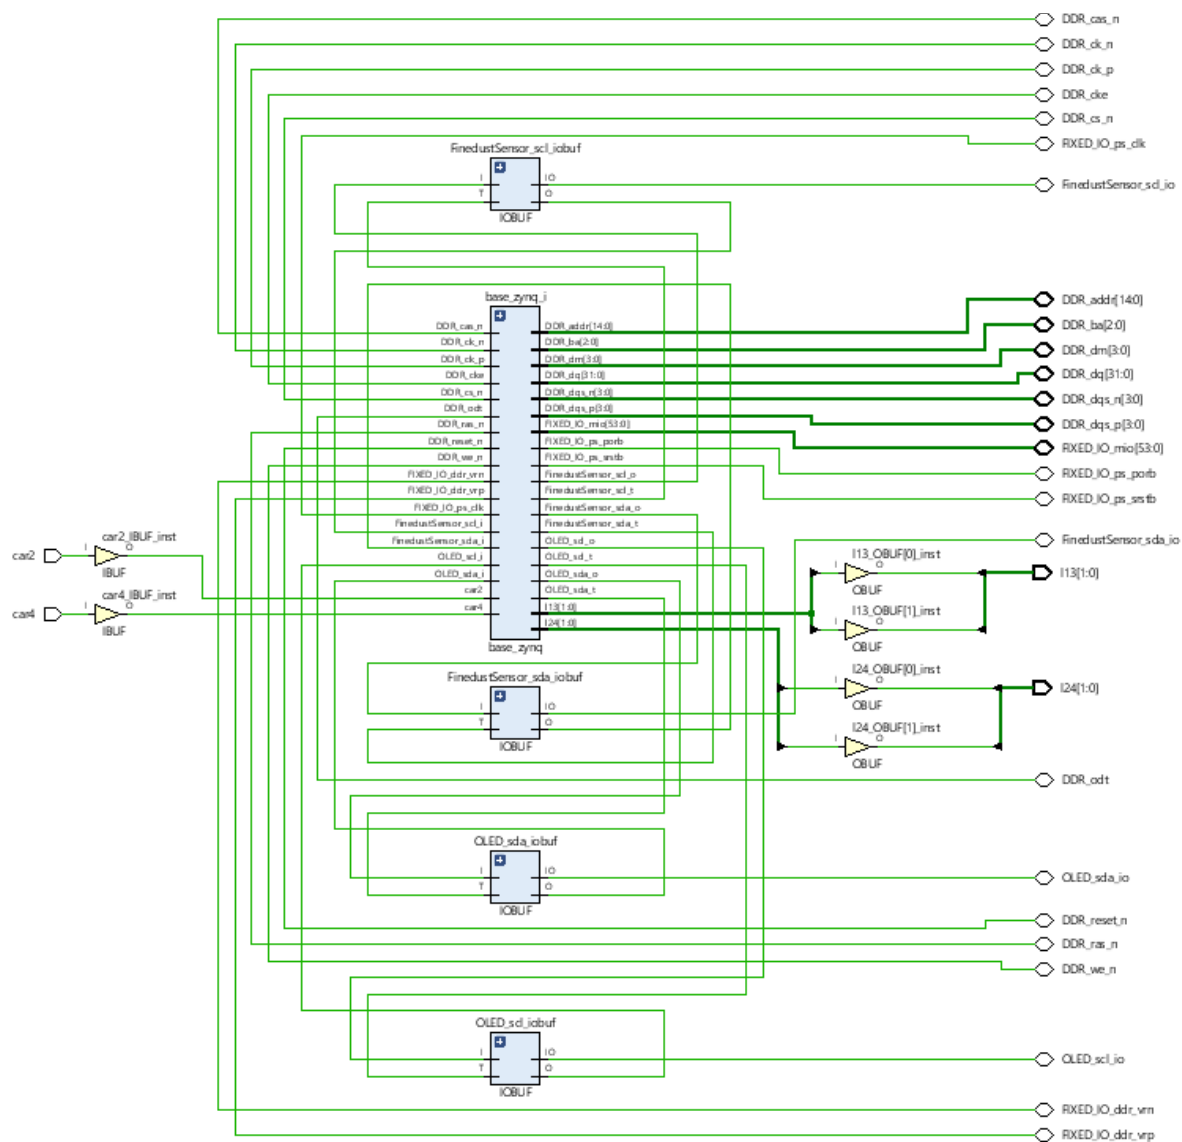 DDR_cas_n
DDR_ck_n
DDR_ck_p
DDR_cke
DDR_cs_n
FIXED_IO_ps_clk
FinedustSensor_scl_iobuf
I
T
IO
O
IOBUF
FinedustSensor_scl_io
base_zynq_i
DDR_cas_n
DDR_ck_n
DDR_ck_p
DDR_cke
DDR_cs_n
DDR_odt
DDR_ras_n
DDR_reset_n
DDR_we_n
FIXED_IO_ddr_vrn
FIXED_IO_ddr_vrp
FIXED_IO_ps_clk
FinedustSensor_scl_i
FinedustSensor_sda_i
OLED_scl_i
OLED_sda_i
car2
car4
DDR_addr[14:0]
DDR_ba[2:0]
DDR_dm[3:0]
DDR_dq[31:0]
DDR_dqs_n[3:0]
DDR_dqs_p[3:0]
FIXED_IO_mio[53:0]
FIXED_IO_ps_porb
FIXED_IO_ps_srstb
FinedustSensor_scl_o
FinedustSensor_scl_t
FinedustSensor_sda_o
FinedustSensor_sda_t
OLED_scl_o
OLED_scl_t
OLED_sda_o
OLED_sda_t
I13[1:0]
I24[1:0]
base_zynq
DDR_addr[14:0]
DDR_ba[2:0]
DDR_dm[3:0]
DDR_dq[31:0]
DDR_dqs_n[3:0]
DDR_dqs_p[3:0]
FIXED_IO_mio[53:0]
FIXED_IO_ps_porb
FIXED_IO_ps_srstb
FinedustSensor_sda_io
car2
car2_IBUF_inst
I
O
IBUF
car4
car4_IBUF_inst
I
O
IBUF
I13_OBUF[0]_inst
I
O
OBUF
I13[1:0]
I13_OBUF[1]_inst
I
O
OBUF
I24_OBUF[0]_inst
I
O
OBUF
I24[1:0]
I24_OBUF[1]_inst
I
O
OBUF
FinedustSensor_sda_iobuf
I
T
IO
O
IOBUF
DDR_odt
OLED_sda_iobuf
I
T
IO
O
IOBUF
OLED_sda_io
DDR_reset_n
DDR_ras_n
DDR_we_n
OLED_scl_iobuf
I
T
IO
O
IOBUF
OLED_scl_io
FIXED_IO_ddr_vrn
FIXED_IO_ddr_vrp